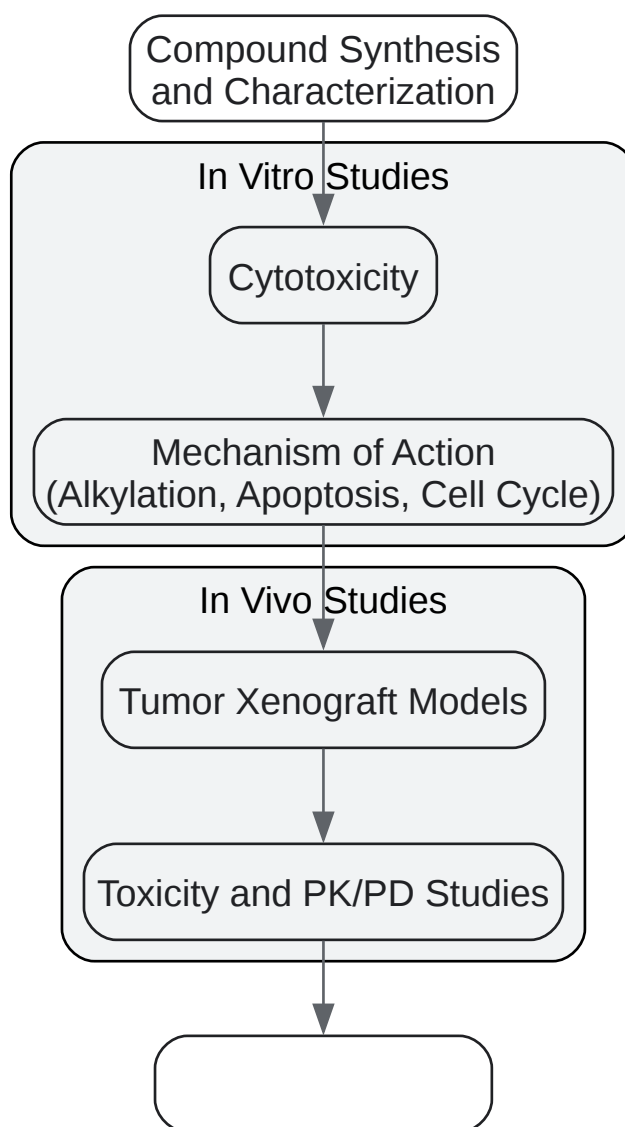 Compound Synthesis
and Characterization
In Vitro Studies
Cytotoxicity
Mechanism of Action
(Alkylation, Apoptosis, Cell Cycle)
In Vivo Studies
Tumor Xenograft Models
Toxicity and PK/PD Studies